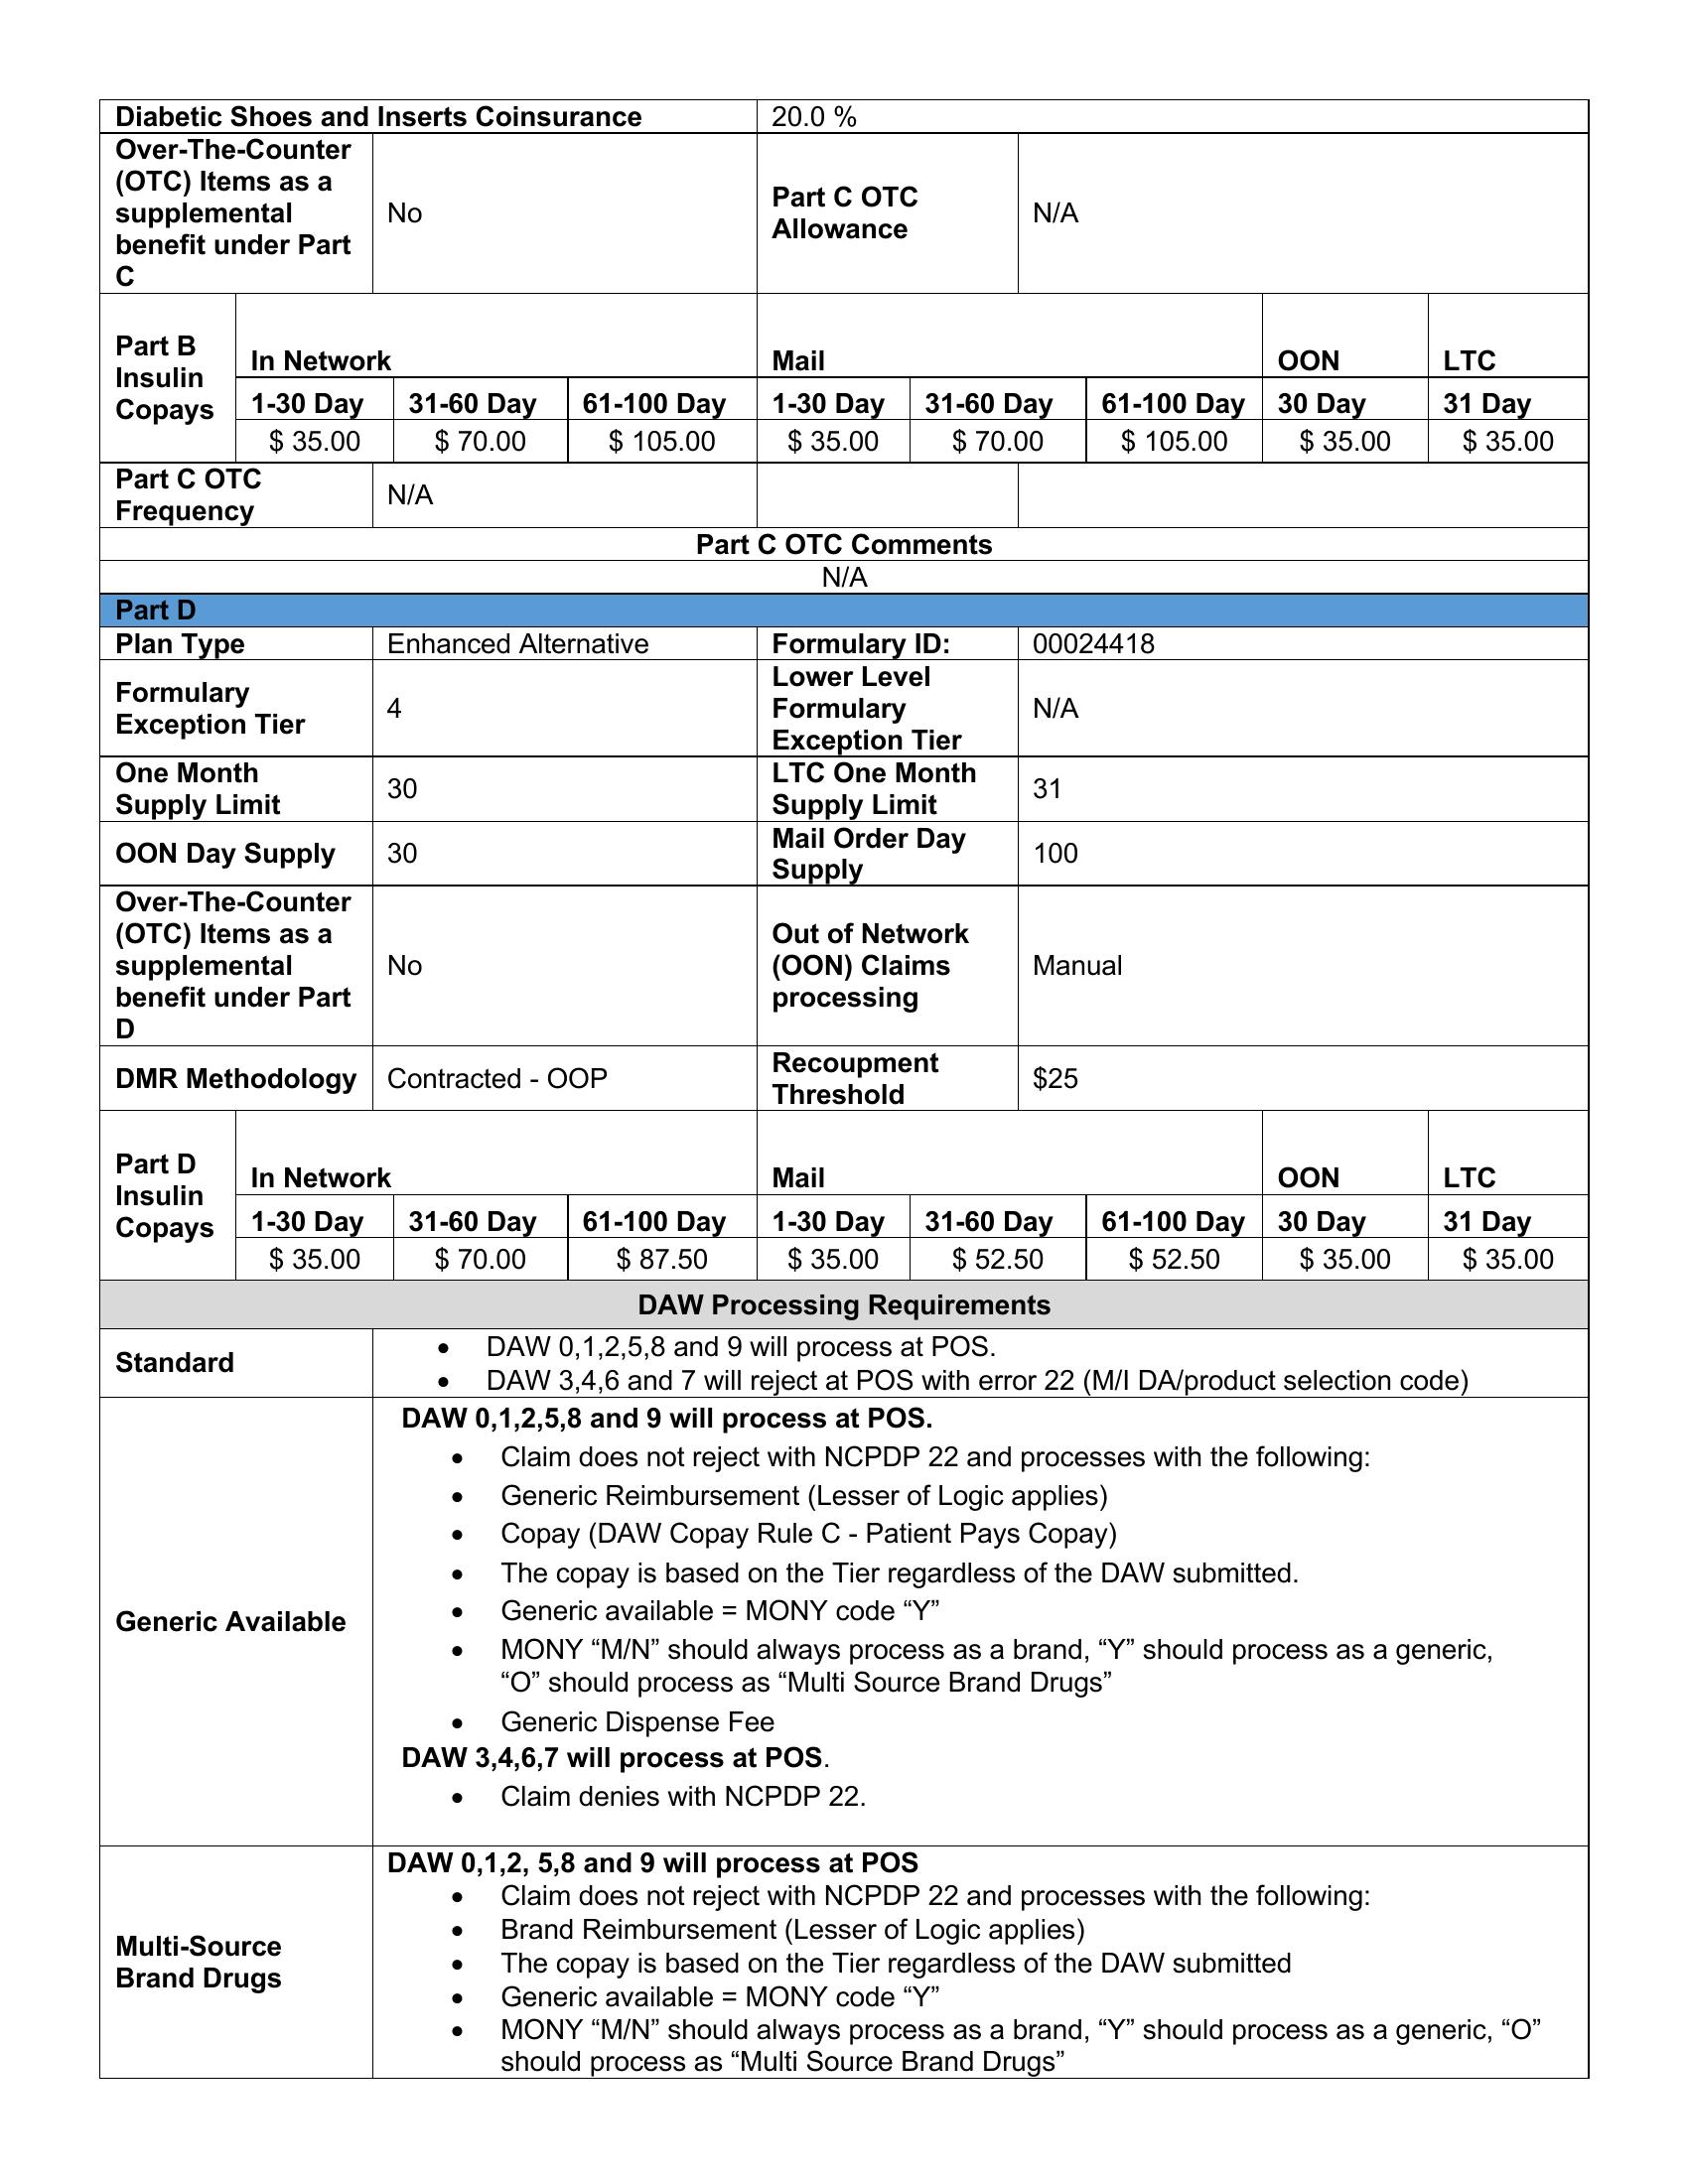 Diabetic Shoes and Inserts Coinsurance 20.0 %
Over-The-Counter
(OTC) Items as a
supplemental
benefit under Part
C
No
Part C OTC
Allowance
N/A
Part B
Insulin
Copays
In Network Mail OON LTC
1-30 Day 31-60 Day 61-100 Day 1-30 Day 31-60 Day 61-100 Day 30 Day 31 Day
$ 35.00 $ 70.00 $ 105.00 $ 35.00 $ 70.00 $ 105.00 $ 35.00 $ 35.00
Part C OTC
Frequency
N/A
Part C OTC Comments
N/A
Part D
Plan Type Enhanced Alternative Formulary ID: 00024418
Formulary
Exception Tier
4
Lower Level
Formulary
Exception Tier
N/A
One Month
Supply Limit
30
LTC One Month
Supply Limit
31
OON Day Supply 30
Mail Order Day
Supply
100
Over-The-Counter
(OTC) Items as a
supplemental
benefit under Part
D
No
Out of Network
(OON) Claims
processing
Manual
DMR Methodology Contracted - OOP
Recoupment
Threshold
$25
Part D
Insulin
Copays
In Network Mail OON LTC
1-30 Day 31-60 Day 61-100 Day 1-30 Day 31-60 Day 61-100 Day 30 Day 31 Day
$ 35.00 $ 70.00 $ 87.50 $ 35.00 $ 52.50 $ 52.50 $ 35.00 $ 35.00
DAW Processing Requirements
Standard
• DAW 0,1,2,5,8 and 9 will process at POS.
• DAW 3,4,6 and 7 will reject at POS with error 22 (M/I DA/product selection code)
Generic Available
DAW 0,1,2,5,8 and 9 will process at POS.
• Claim does not reject with NCPDP 22 and processes with the following:
• Generic Reimbursement (Lesser of Logic applies)
• Copay (DAW Copay Rule C - Patient Pays Copay)
• The copay is based on the Tier regardless of the DAW submitted.
• Generic available = MONY code “Y”
• MONY “M/N” should always process as a brand, “Y” should process as a generic,
“O” should process as “Multi Source Brand Drugs”
• Generic Dispense Fee
DAW 3,4,6,7 will process at POS.
• Claim denies with NCPDP 22.
Multi-Source
Brand Drugs
DAW 0,1,2, 5,8 and 9 will process at POS
• Claim does not reject with NCPDP 22 and processes with the following:
• Brand Reimbursement (Lesser of Logic applies)
• The copay is based on the Tier regardless of the DAW submitted
• Generic available = MONY code “Y”
• MONY “M/N” should always process as a brand, “Y” should process as a generic, “O”
should process as “Multi Source Brand Drugs”